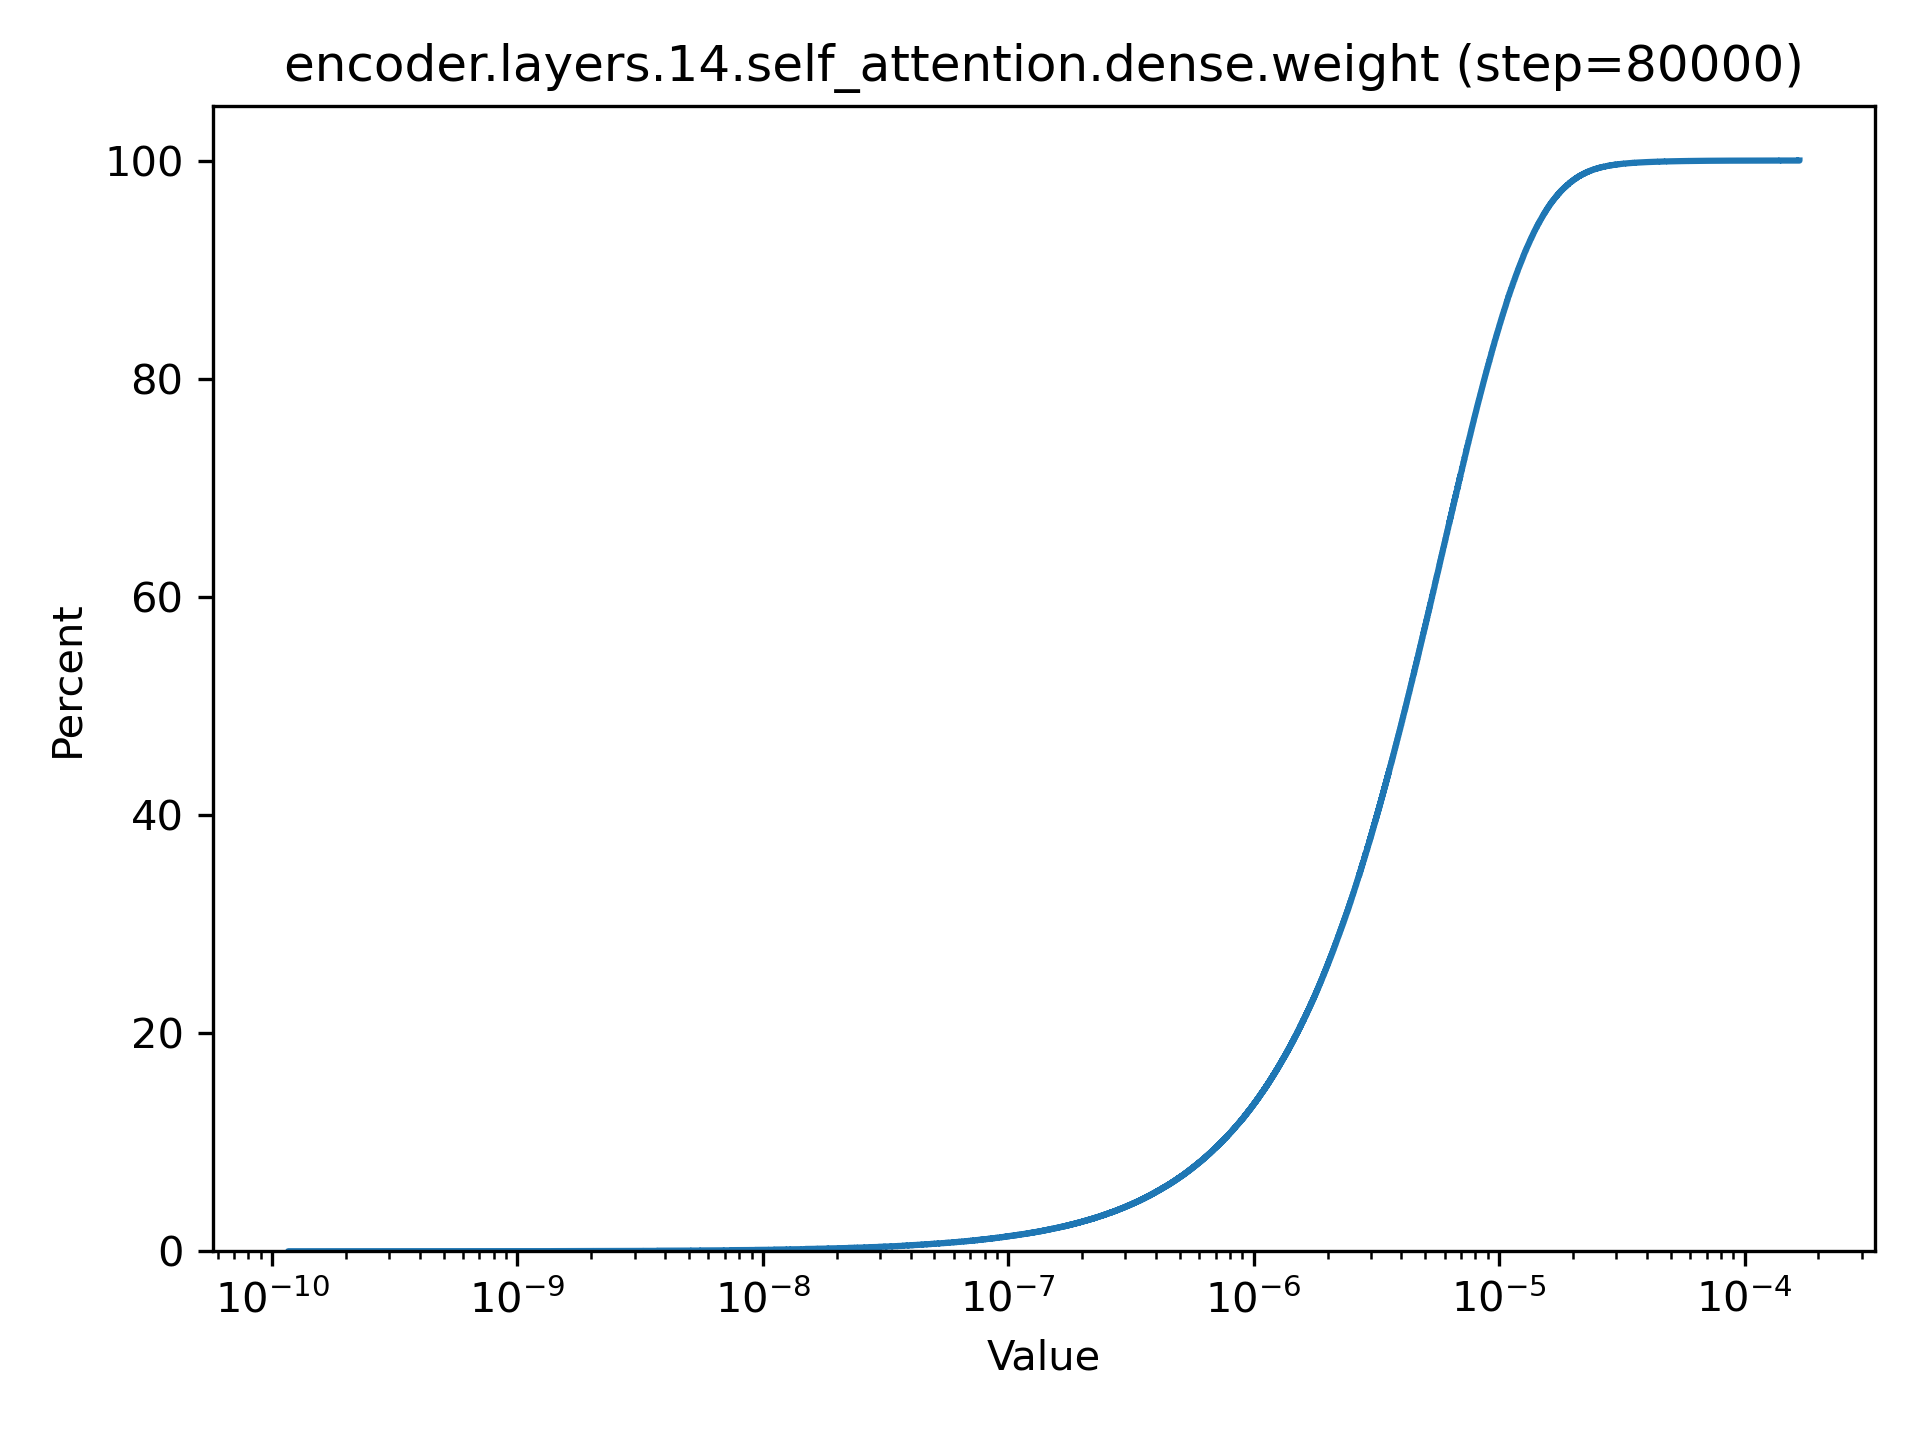 encoder.layers.14.self_attention.dense.weight (step=80000)
100
80
60
40
20
0
Percent
10⁻¹⁰ 10⁻⁹ 10⁻⁸ 10⁻⁷ 10⁻⁶ 10⁻⁵ 10⁻⁴
Value